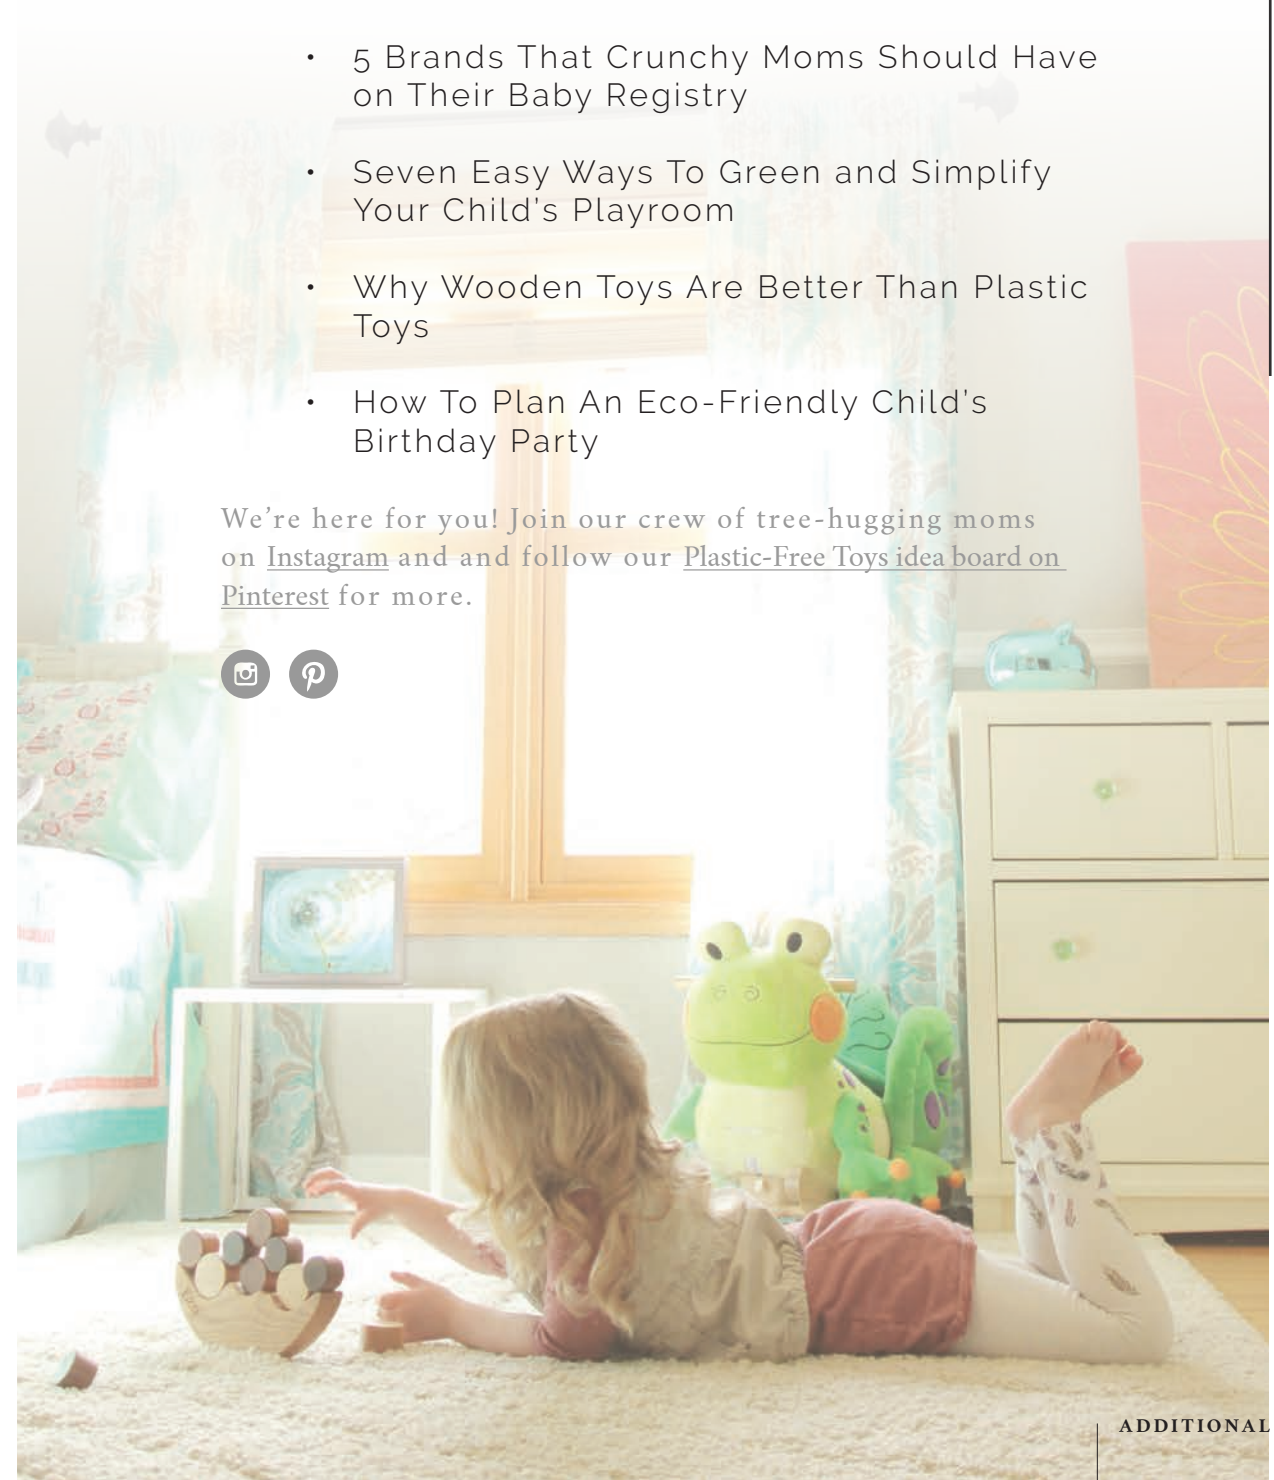 • 5 Brands That Crunchy Moms Should Have
on Their Baby Registry
• Seven Easy Ways To Green and Simplify
Your Child’s Playroom
• Why Wooden Toys Are Better Than Plastic
Toys
• How To Plan An Eco-Friendly Child’s
Birthday Party
We’re here for you! Join our crew of tree-hugging moms
on Instagram and and follow our Plastic-Free Toys idea board on
Pinterest for more.
ADDITIONAL